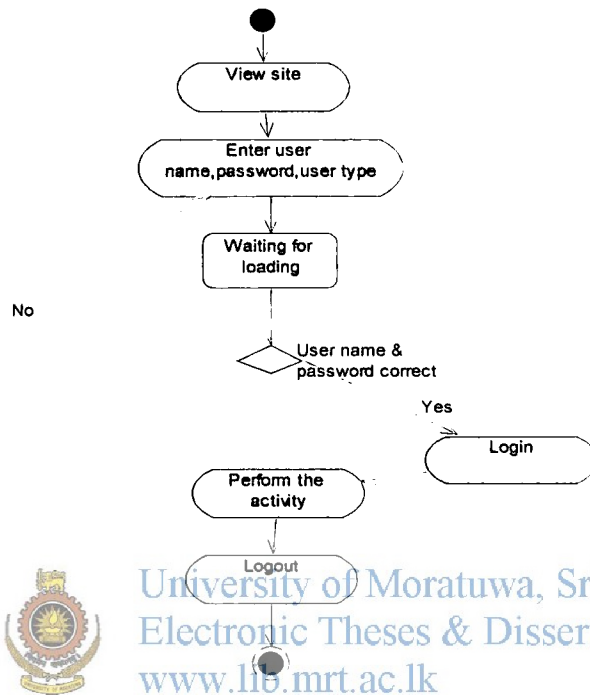 View site
Enter user
name,password,user type
Waiting for
loading
No
User name &
password correct
Yes
Login
Perform the
activity
Logout
University of Moratuwa, Sr
Electronic Theses & Disser
www.lib.mrt.ac.lk